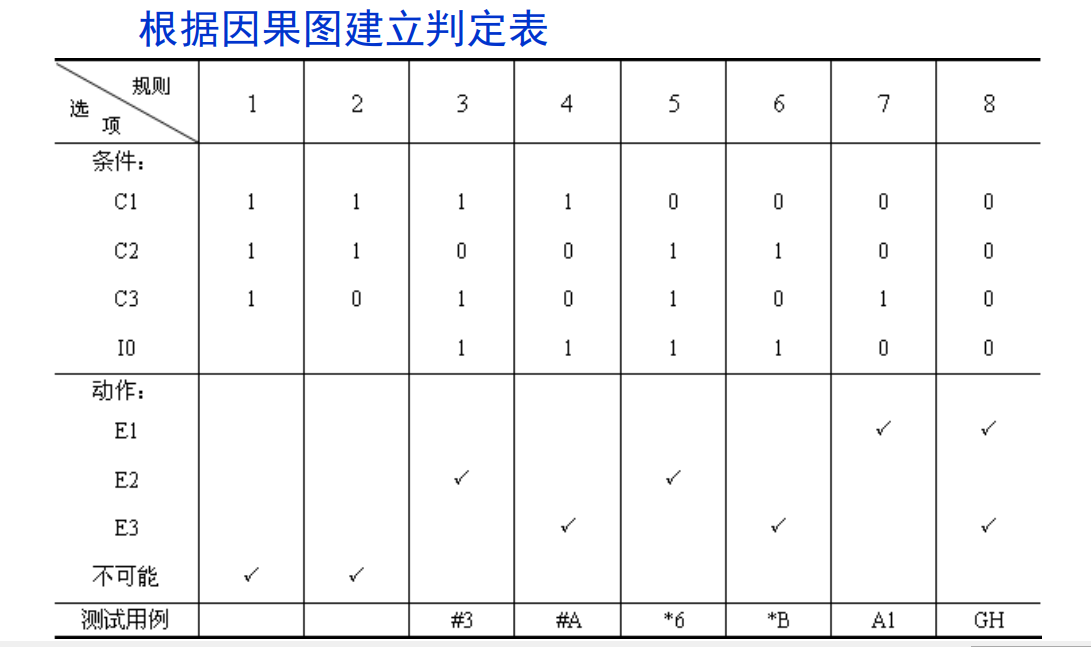 根据因果图建立判定表
规则 选项 1 2 3 4 5 6 7 8
条件：
C1 1 1 1 1 0 0 0 0
C2 1 1 0 0 1 1 0 0
C3 1 0 1 0 1 0 1 0
I0 1 1 1 1 0 0
动作：
E1 ✓ ✓
E2 ✓ ✓
E3 ✓ ✓ ✓
不可能 ✓ ✓
测试用例 #3 #A *6 *B A1 GH